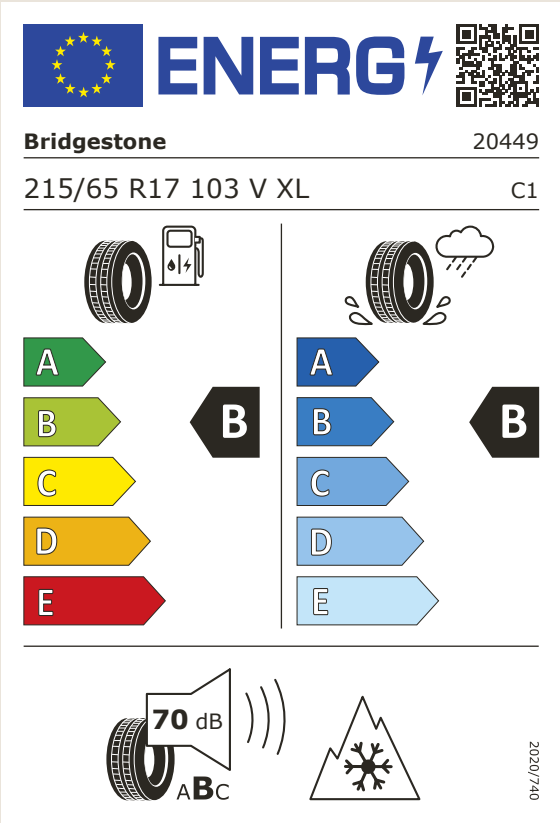 ENERG
Bridgestone 20449
215/65 R17 103 V XL C1
A A
B B B B
C C
D D
E E
70 dB
ABC
2020/740